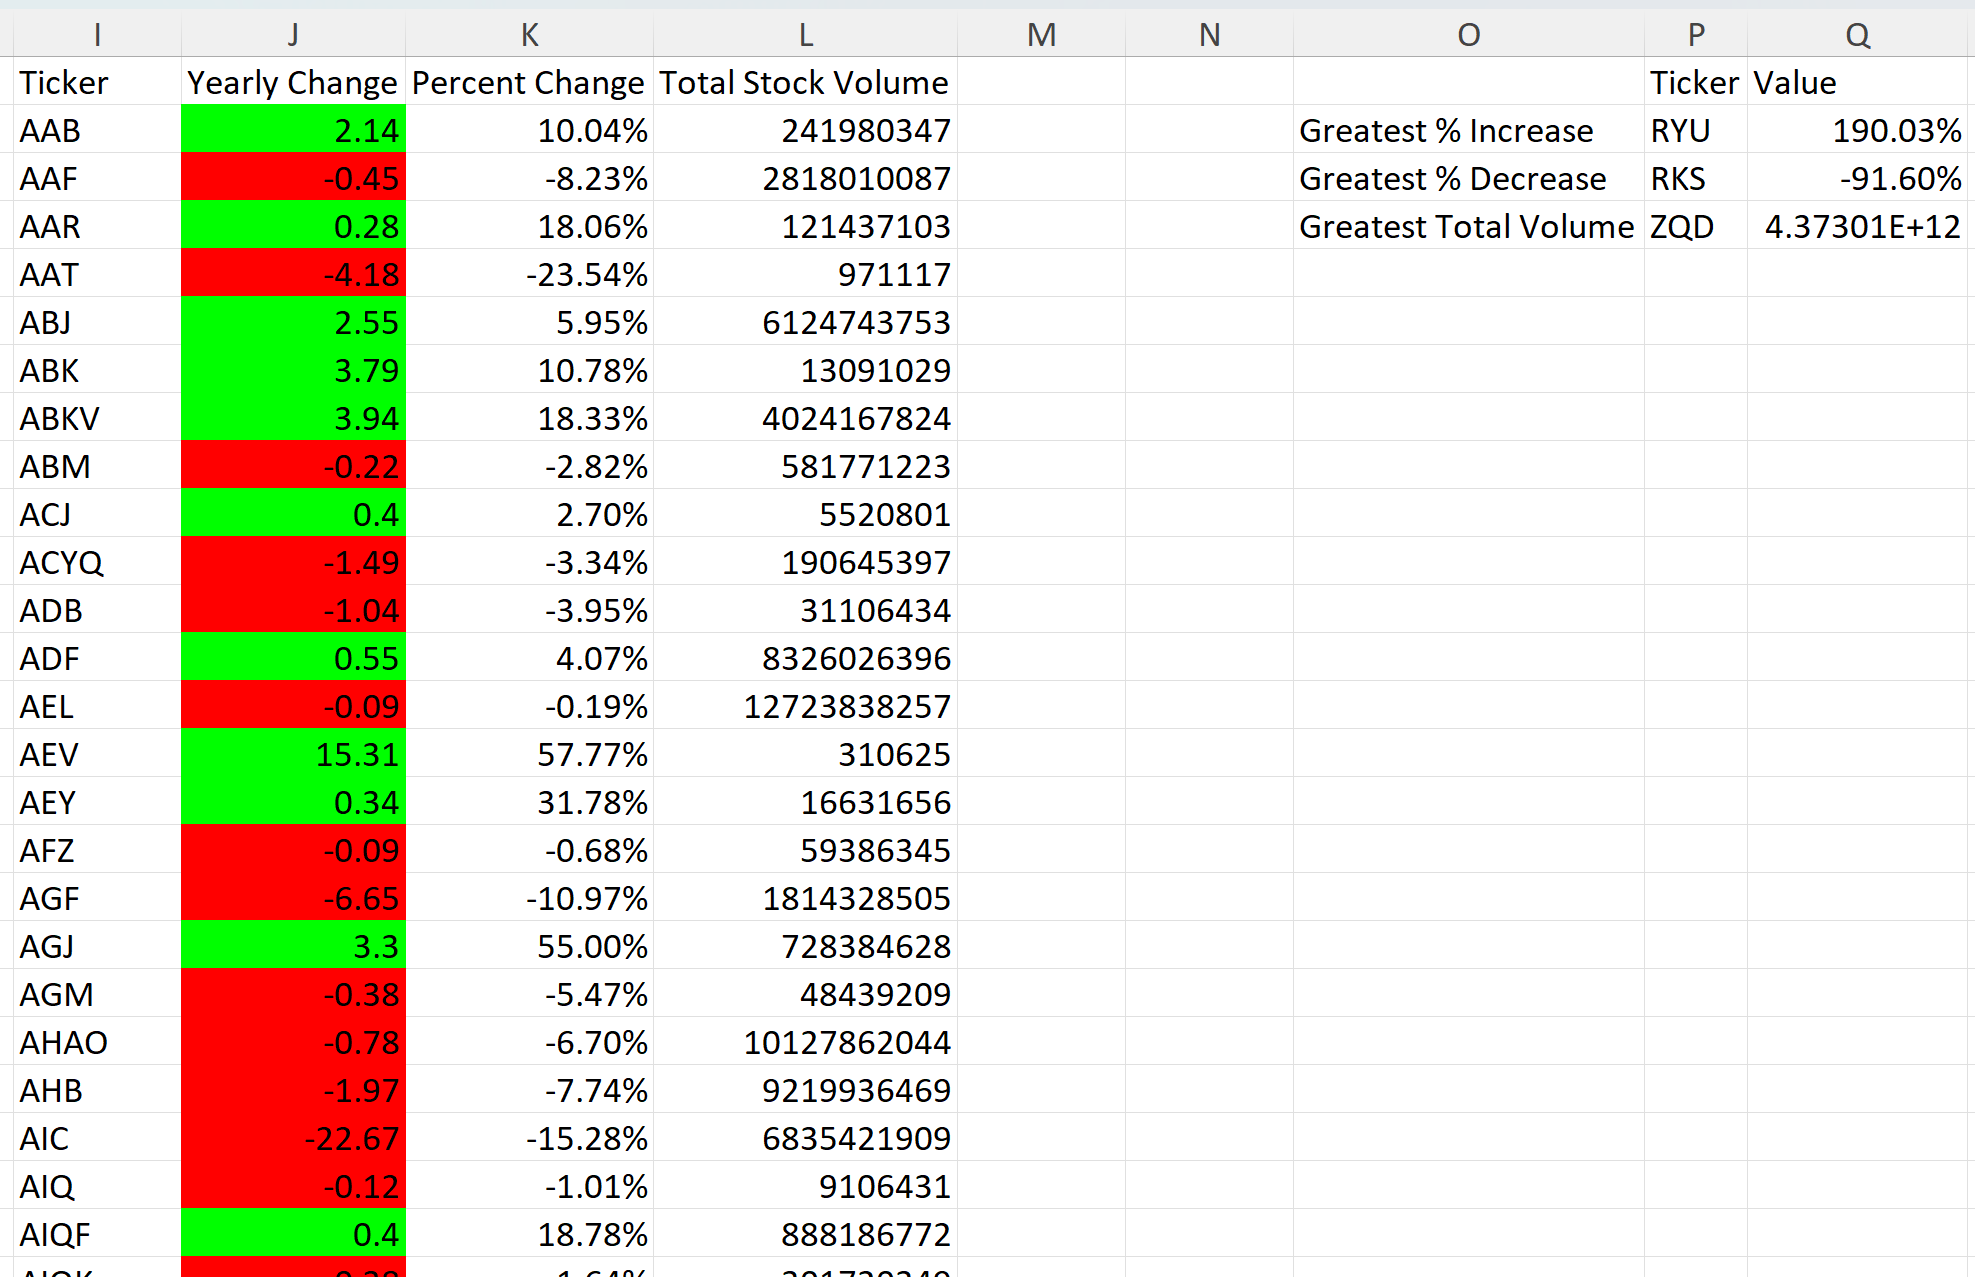 I J K L M N O P Q
Ticker Yearly Change Percent Change Total Stock Volume Ticker Value
AAB 2.14 10.04% 241980347 Greatest % Increase RYU 190.03%
AAF -0.45 -8.23% 2818010087 Greatest % Decrease RKS -91.60%
AAR 0.28 18.06% 121437103 Greatest Total Volume ZQD 4.37301E+12
AAT -4.18 -23.54% 971117
ABJ 2.55 5.95% 6124743753
ABK 3.79 10.78% 13091029
ABKV 3.94 18.33% 4024167824
ABM -0.22 -2.82% 581771223
ACJ 0.4 2.70% 5520801
ACYQ -1.49 -3.34% 190645397
ADB -1.04 -3.95% 31106434
ADF 0.55 4.07% 8326026396
AEL -0.09 -0.19% 12723838257
AEV 15.31 57.77% 310625
AEY 0.34 31.78% 16631656
AFZ -0.09 -0.68% 59386345
AGF -6.65 -10.97% 1814328505
AGJ 3.3 55.00% 728384628
AGM -0.38 -5.47% 48439209
AHAO -0.78 -6.70% 10127862044
AHB -1.97 -7.74% 9219936469
AIC -22.67 -15.28% 6835421909
AIQ -0.12 -1.01% 9106431
AIQF 0.4 18.78% 888186772